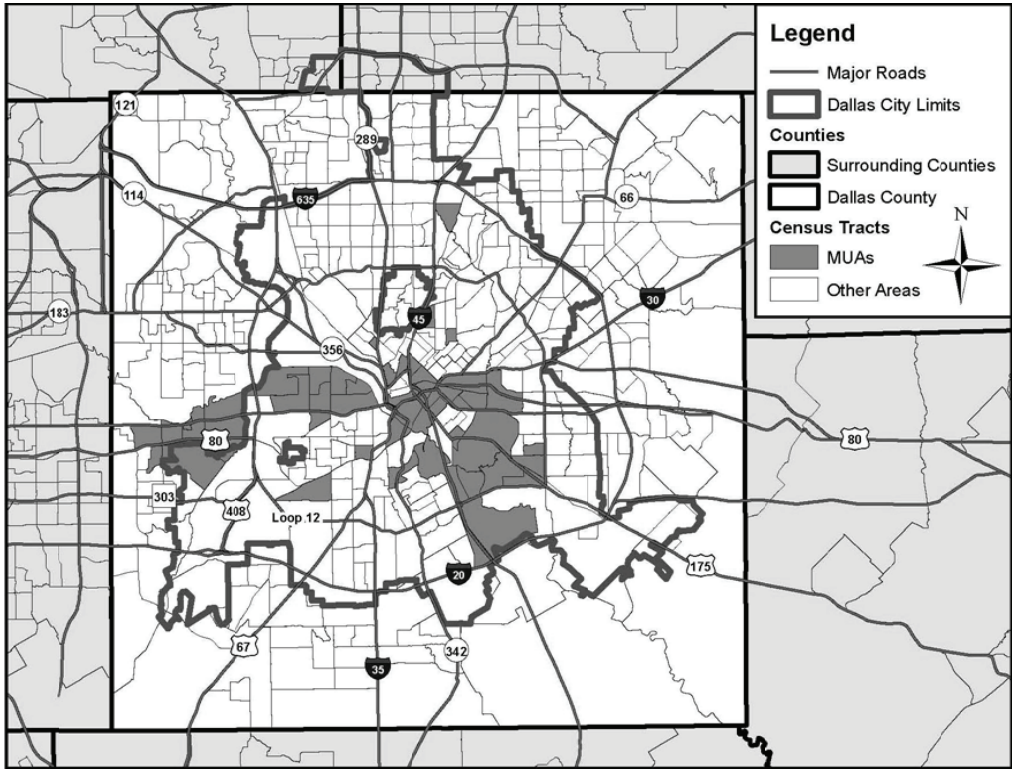 Legend
Major Roads
Dallas City Limits
Counties
Surrounding Counties
Dallas County
Census Tracts
MUAs
Other Areas
N
121
289
114
635
66
183
45
30
356
80
80
303
408
Loop 12
20
175
67
342
35